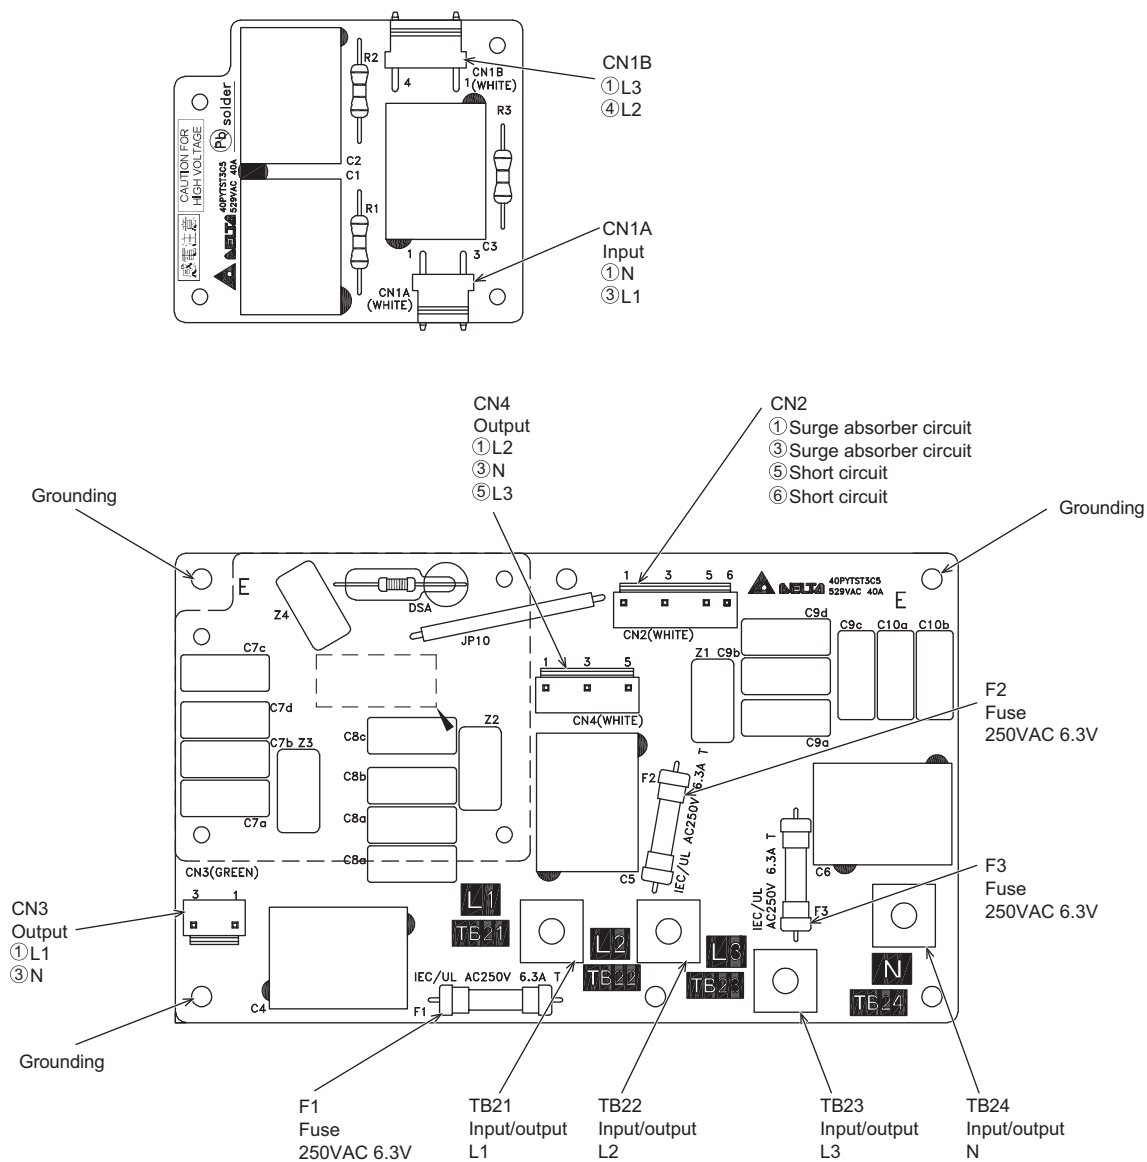 R2
CN1B
(WHITE)
4
1
R3
CN1B
①L3
④L2
Pb solder
CAUTION FOR
HIGH VOLTAGE
感電注意
DELTA
40PYTST3C5
529VAC 40A
C2
C1
R1
C3
1
3
CN1A
(WHITE)
CN1A
Input
①N
③L1
CN4
Output
①L2
③N
⑤L3
CN2
①Surge absorber circuit
③Surge absorber circuit
⑤Short circuit
⑥Short circuit
Grounding
Grounding
E
Z4
DSA
JP10
1 3 5 6
CN2(WHITE)
DELTA
40PYTST3C5
529VAC 40A
E
C9d
C9c C10a C10b
C7c
1 3 5
CN4(WHITE)
Z1 C9b
C9a
C7d
C7b Z3
C7a
C8c
C8b
C8a
C8a
Z2
F2
IEC/UL AC250V 6.3A T
C5
F2
Fuse
250VAC 6.3V
IEC/UL
AC250V 6.3A T
F3
C6
F3
Fuse
250VAC 6.3V
CN3(GREEN)
3 1
CN3
Output
①L1
③N
L1
TB21
L2
TB22
L3
TB23
N
TB24
C4
IEC/UL AC250V 6.3A T
F1
Grounding
F1
Fuse
250VAC 6.3V
TB21
Input/output
L1
TB22
Input/output
L2
TB23
Input/output
L3
TB24
Input/output
N